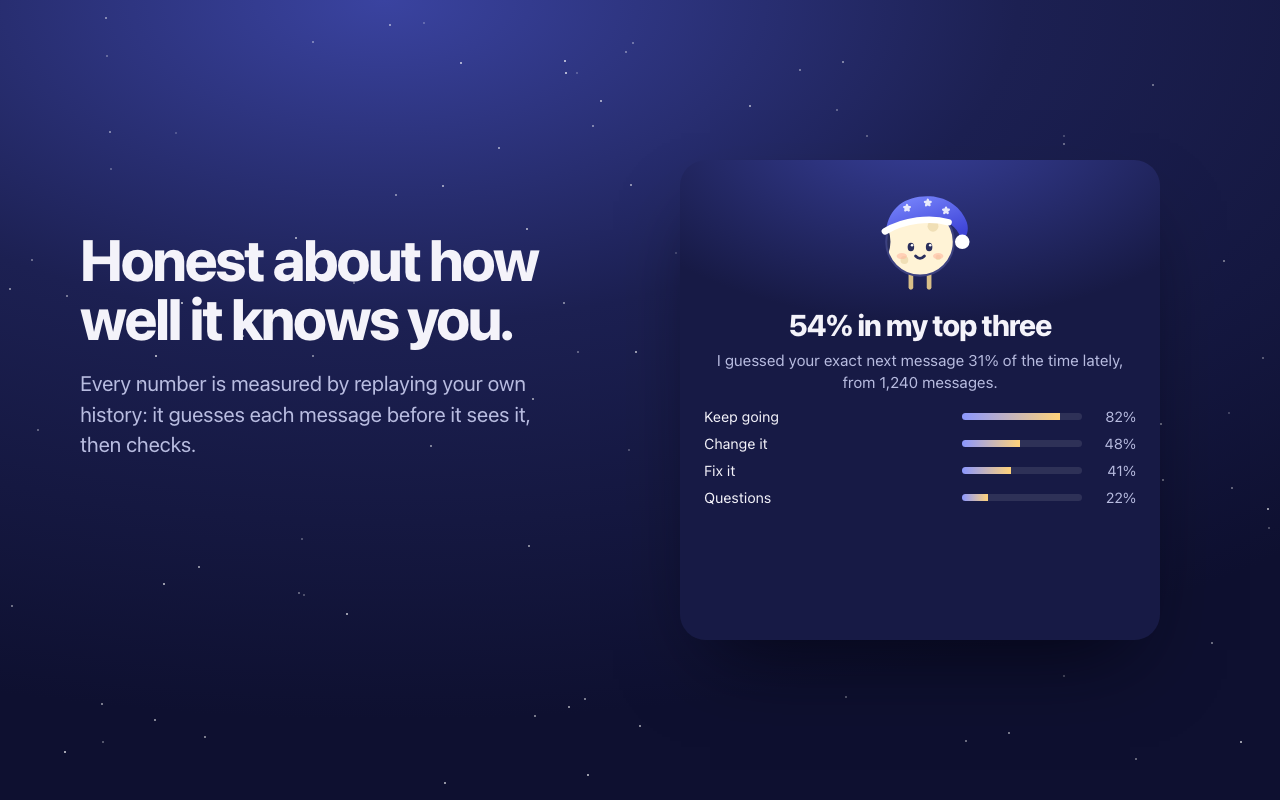 Honest about how
well it knows you.
Every number is measured by replaying your own
history: it guesses each message before it sees it,
then checks.
54% in my top three
I guessed your exact next message 31% of the time lately,
from 1,240 messages.
Keep going 82%
Change it 48%
Fix it 41%
Questions 22%